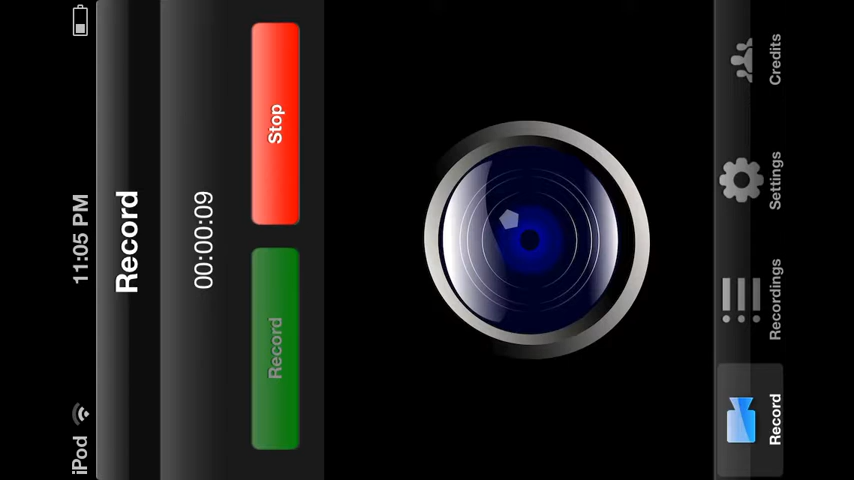 iPod 11:05 PM
Record
00:00:09
Record Stop
Record Recordings Settings Credits